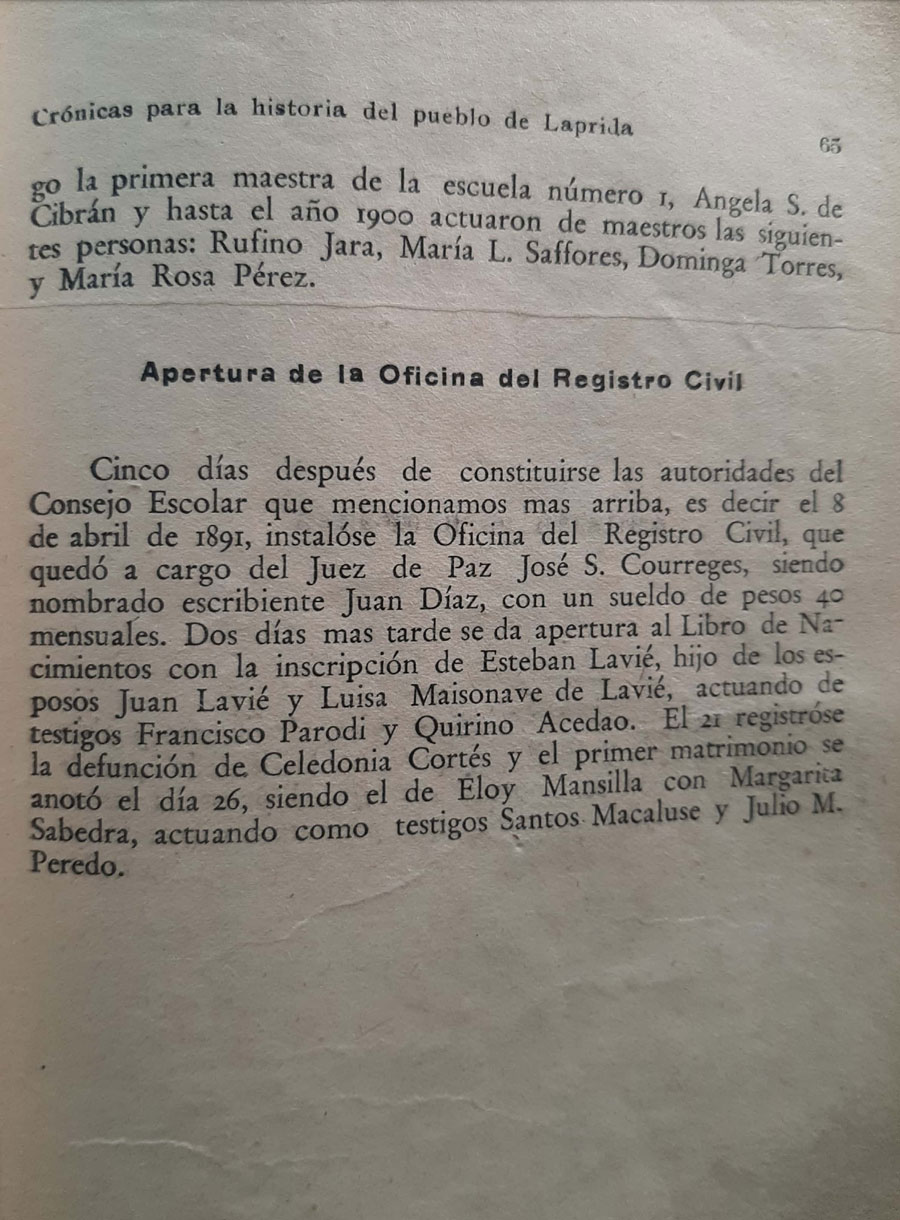 Crónicas para la historia del pueblo de Laprida
65
go la primera maestra de la escuela número 1, Angela S. de
Cibrán y hasta el año 1900 actuaron de maestros las siguien-
tes personas: Rufino Jara, María L. Saffores, Dominga Torres,
y María Rosa Pérez.
Apertura de la Oficina del Registro Civil
Cinco días después de constituirse las autoridades del
Consejo Escolar que mencionamos mas arriba, es decir el 8
de abril de 1891, instalóse la Oficina del Registro Civil, que
quedó a cargo del Juez de Paz José S. Courreges, siendo
nombrado escribiente Juan Díaz, con un sueldo de pesos 40
mensuales. Dos días mas tarde se da apertura al Libro de Na-
cimientos con la inscripción de Esteban Lavié, hijo de los es-
posos Juan Lavié y Luisa Maisonave de Lavié, actuando de
testigos Francisco Parodi y Quirino Acedao. El 21 registróse
la defunción de Celedonia Cortés y el primer matrimonio se
anotó el día 26, siendo el de Eloy Mansilla con Margarita
Sabedra, actuando como testigos Santos Macaluse y Julio M.
Peredo.